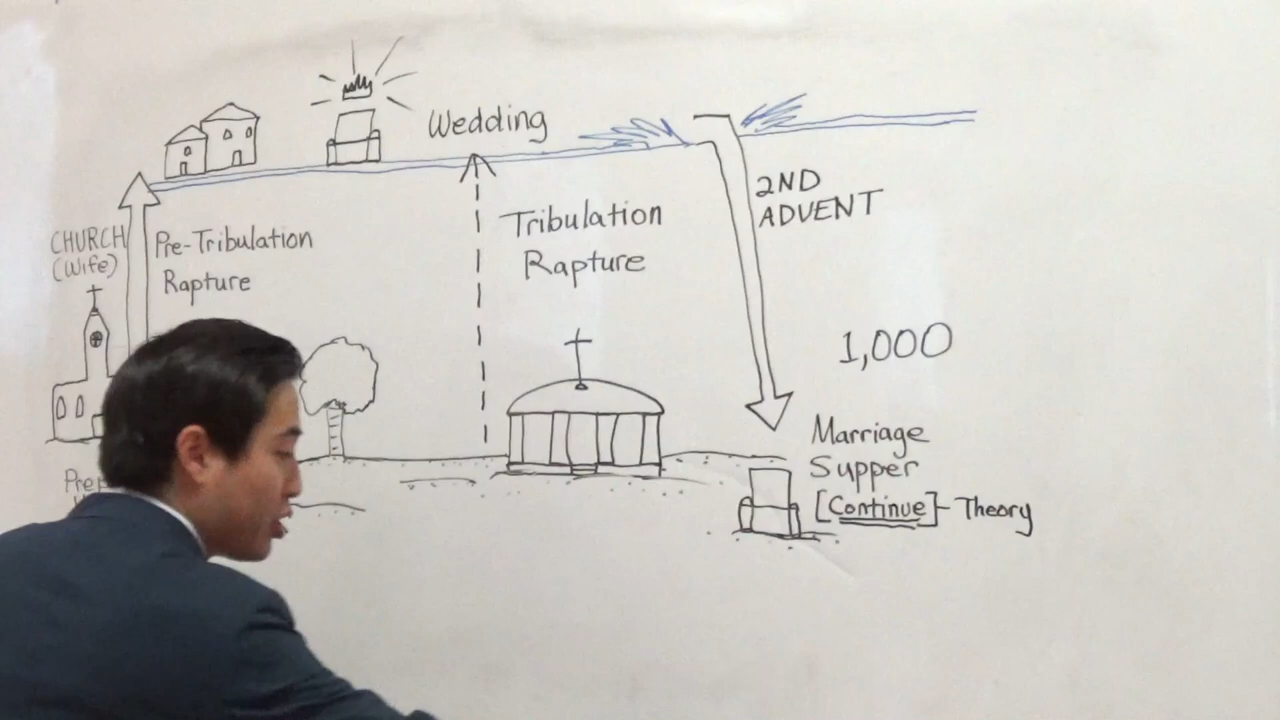 Wedding
CHURCH
(Wife)
Pre-Tribulation
Rapture
Tribulation
Rapture
2ND
ADVENT
1,000
Marriage
Supper
[Continue]- Theory